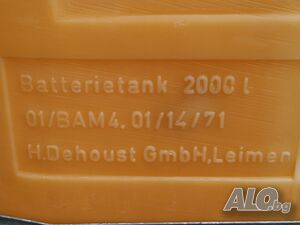 Batterietank 2000 L
01/BAM4.01/14/71
H.Dehoust GmbH,Leimen
ALO.bg